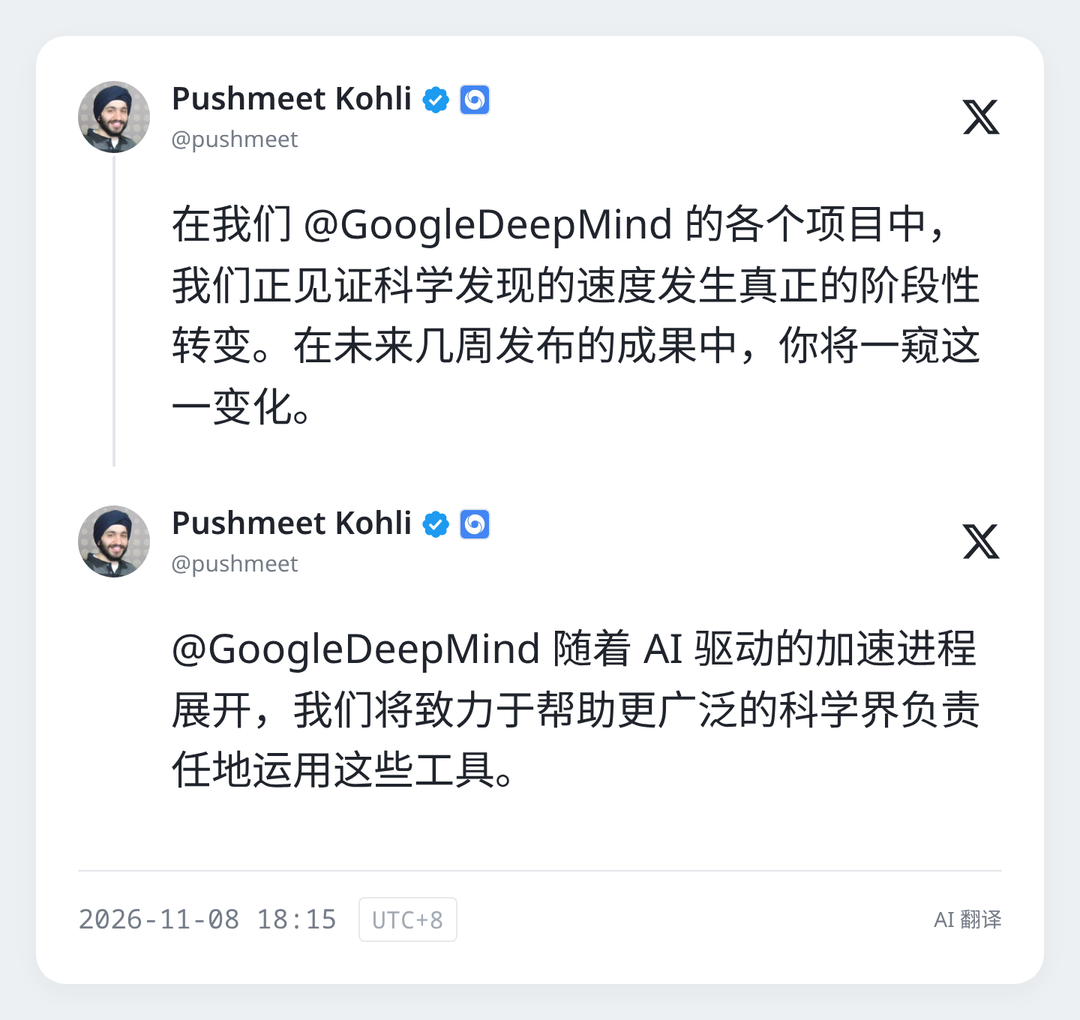 Pushmeet Kohli
@pushmeet
在我们 @GoogleDeepMind 的各个项目中，
我们正见证科学发现的速度发生真正的阶段性
转变。在未来几周发布的成果中，你将一窥这
一变化。
Pushmeet Kohli
@pushmeet
@GoogleDeepMind 随着 AI 驱动的加速进程
展开，我们将致力于帮助更广泛的科学界负责
任地运用这些工具。
2026-11-08 18:15 UTC+8
AI 翻译